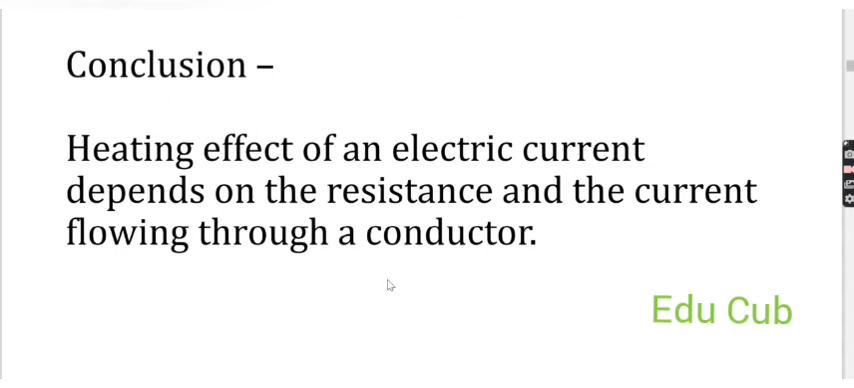 Conclusion –
Heating effect of an electric current
depends on the resistance and the current
flowing through a conductor.
Edu Cub